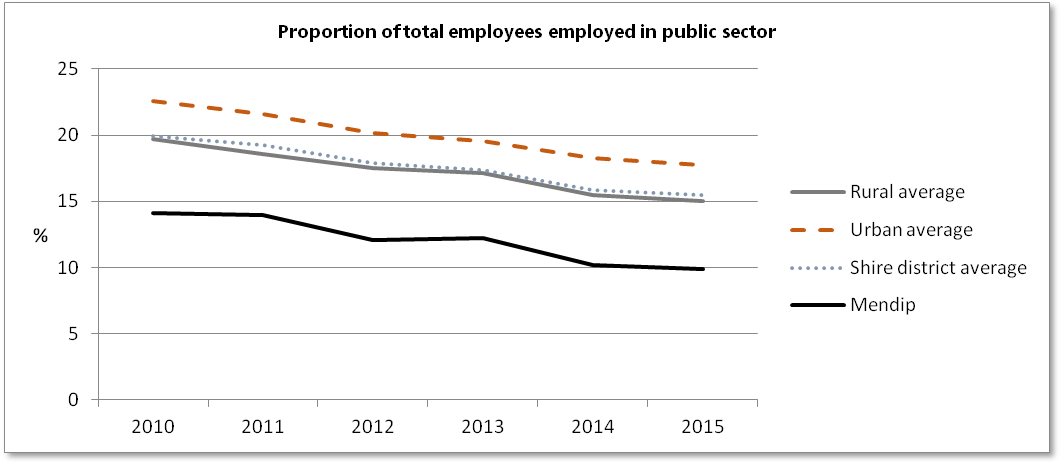 Proportion of total employees employed in public sector
25
20
15
10
5
0
%
2010 2011 2012 2013 2014 2015
Rural average
Urban average
Shire district average
Mendip